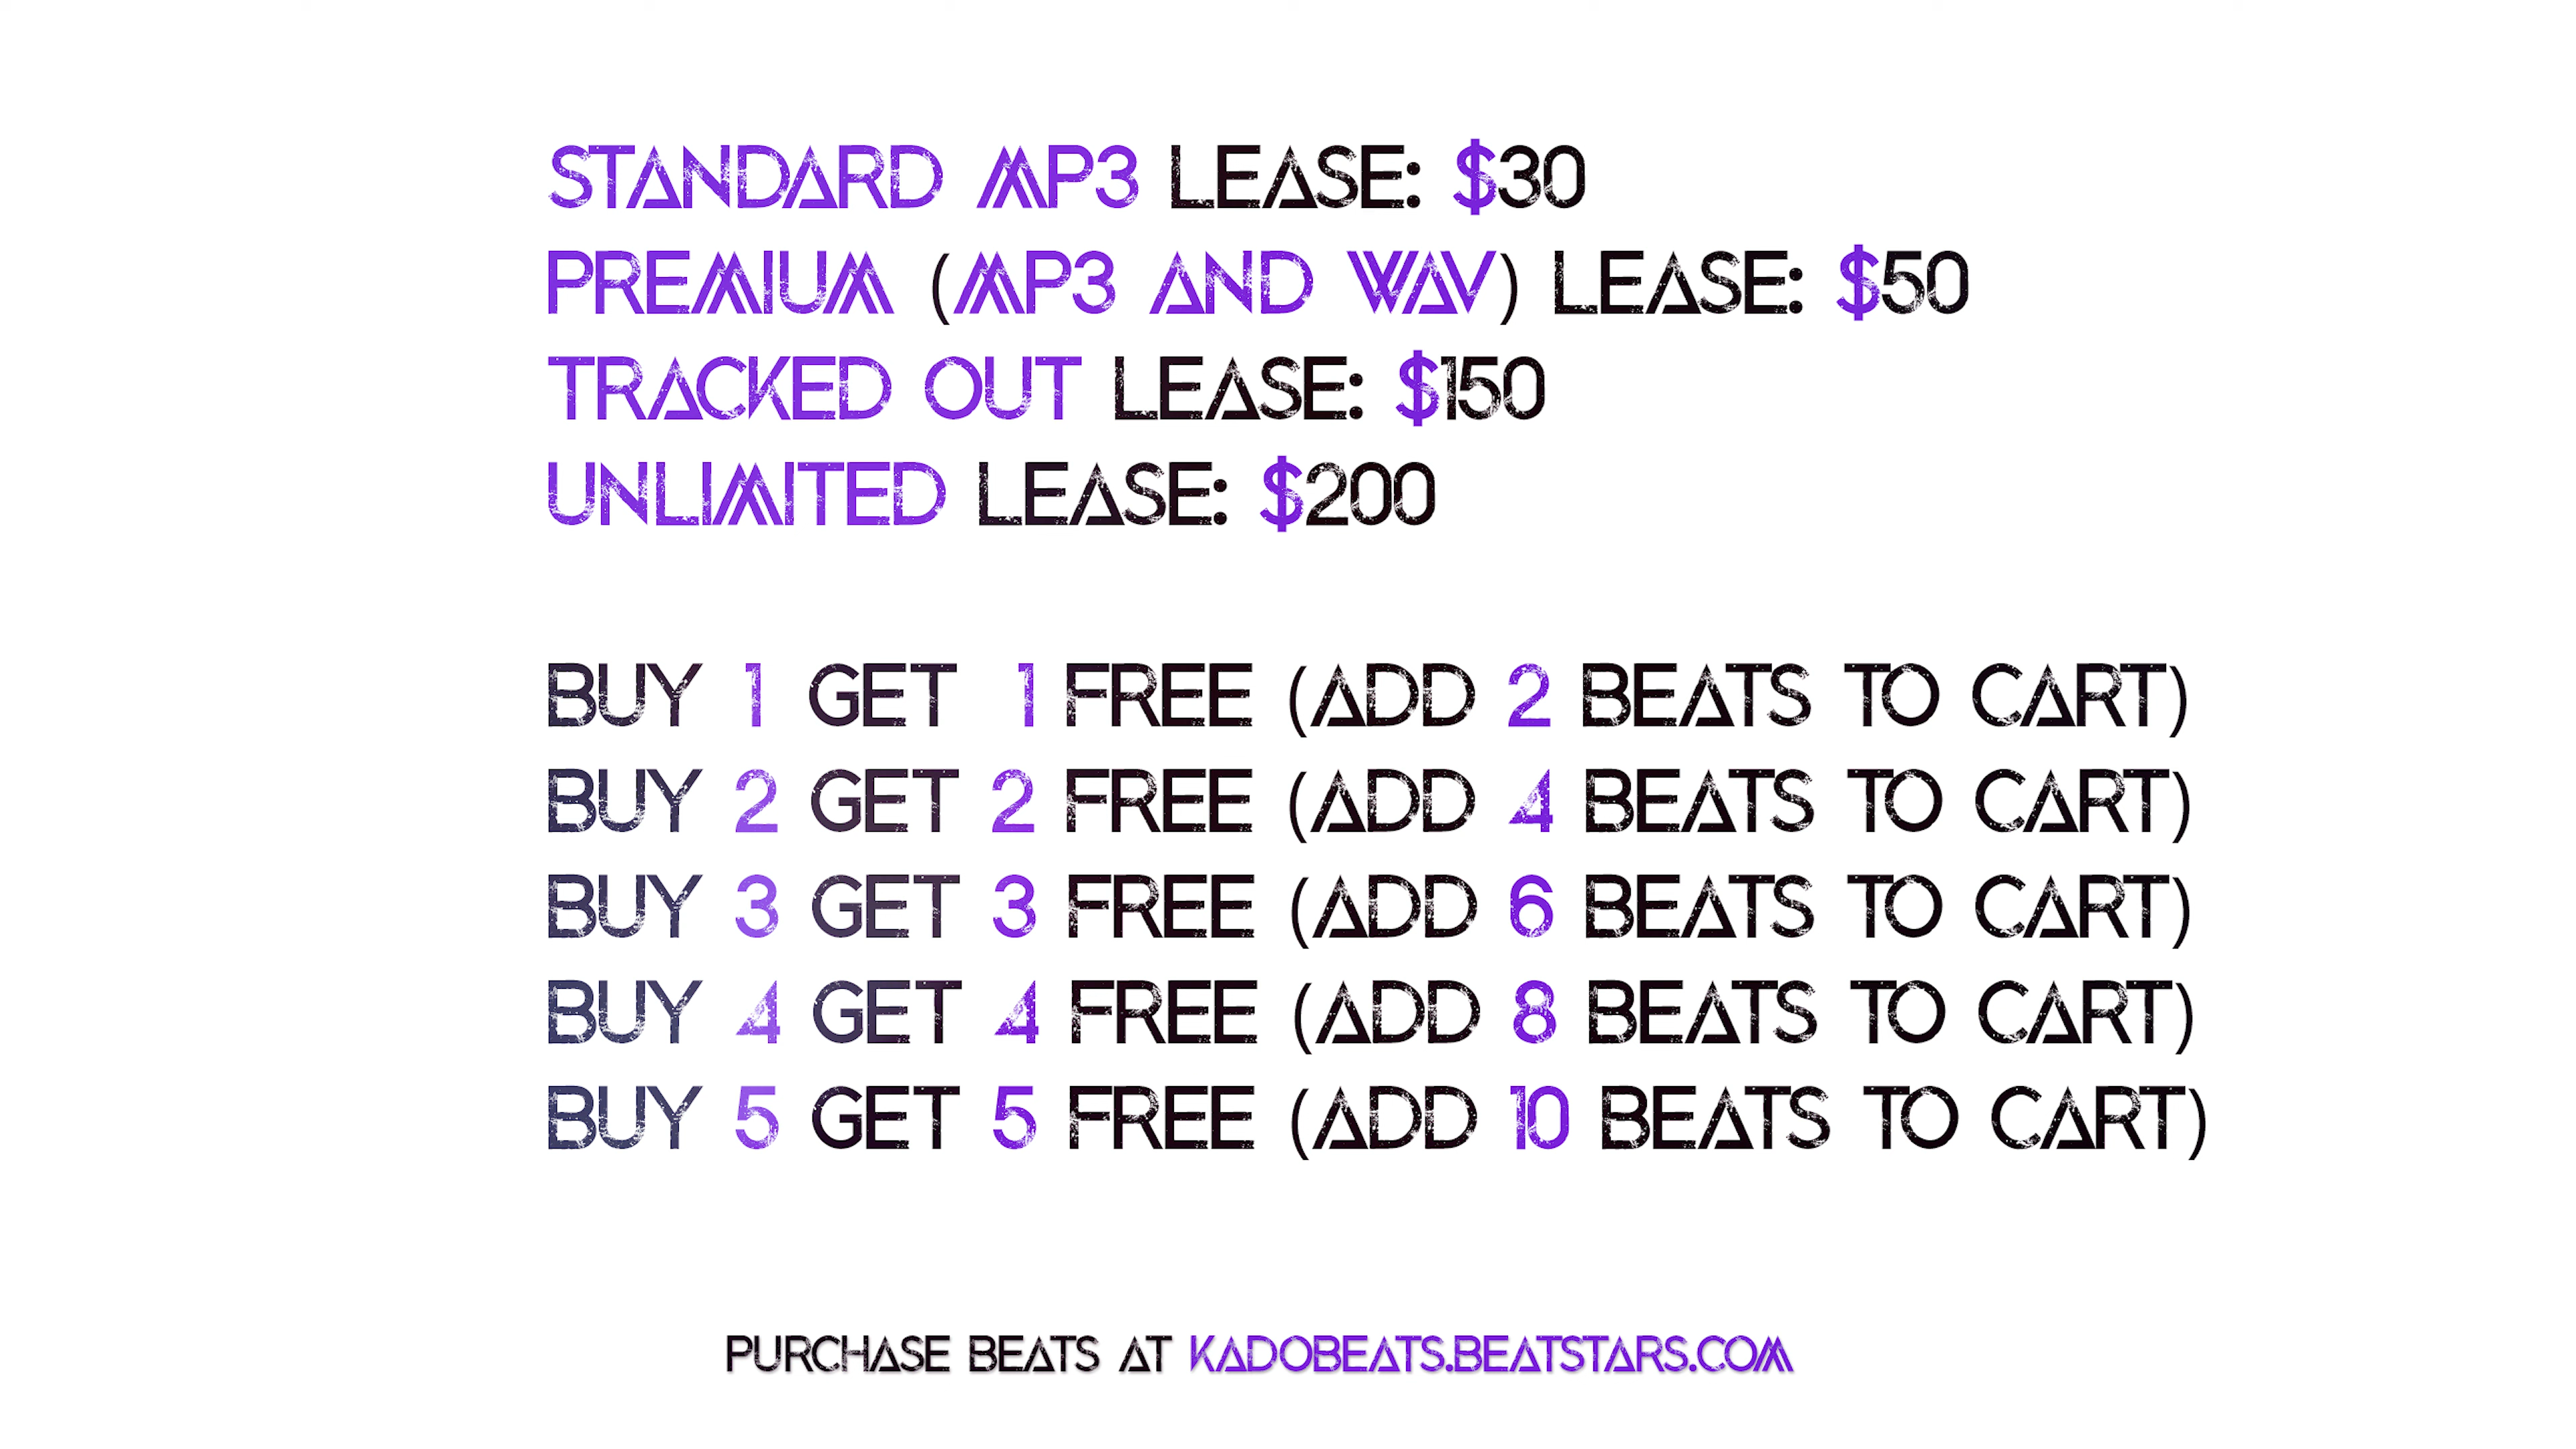 STANDARD MP3 LEASE: $30
PREMIUM (MP3 AND WAV) LEASE: $50
TRACKED OUT LEASE: $150
UNLIMITED LEASE: $200
BUY 1 GET 1 FREE (ADD 2 BEATS TO CART)
BUY 2 GET 2 FREE (ADD 4 BEATS TO CART)
BUY 3 GET 3 FREE (ADD 6 BEATS TO CART)
BUY 4 GET 4 FREE (ADD 8 BEATS TO CART)
BUY 5 GET 5 FREE (ADD 10 BEATS TO CART)
PURCHASE BEATS AT KADOBEATS.BEATSTARS.COM